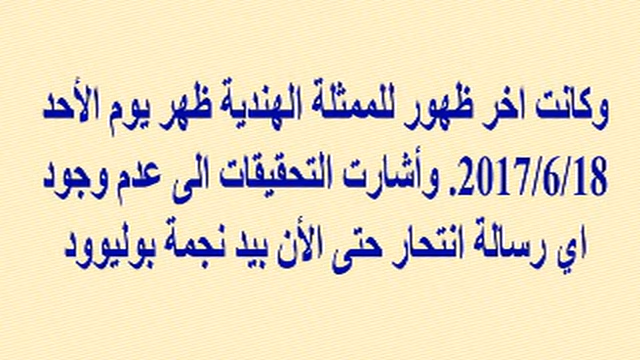 وكانت اخر ظهور للممثلة الهندية ظهر يوم الأحد
2017/6/18. وأشارت التحقيقات الى عدم وجود
اي رسالة انتحار حتى الأن بيد نجمة بوليوود